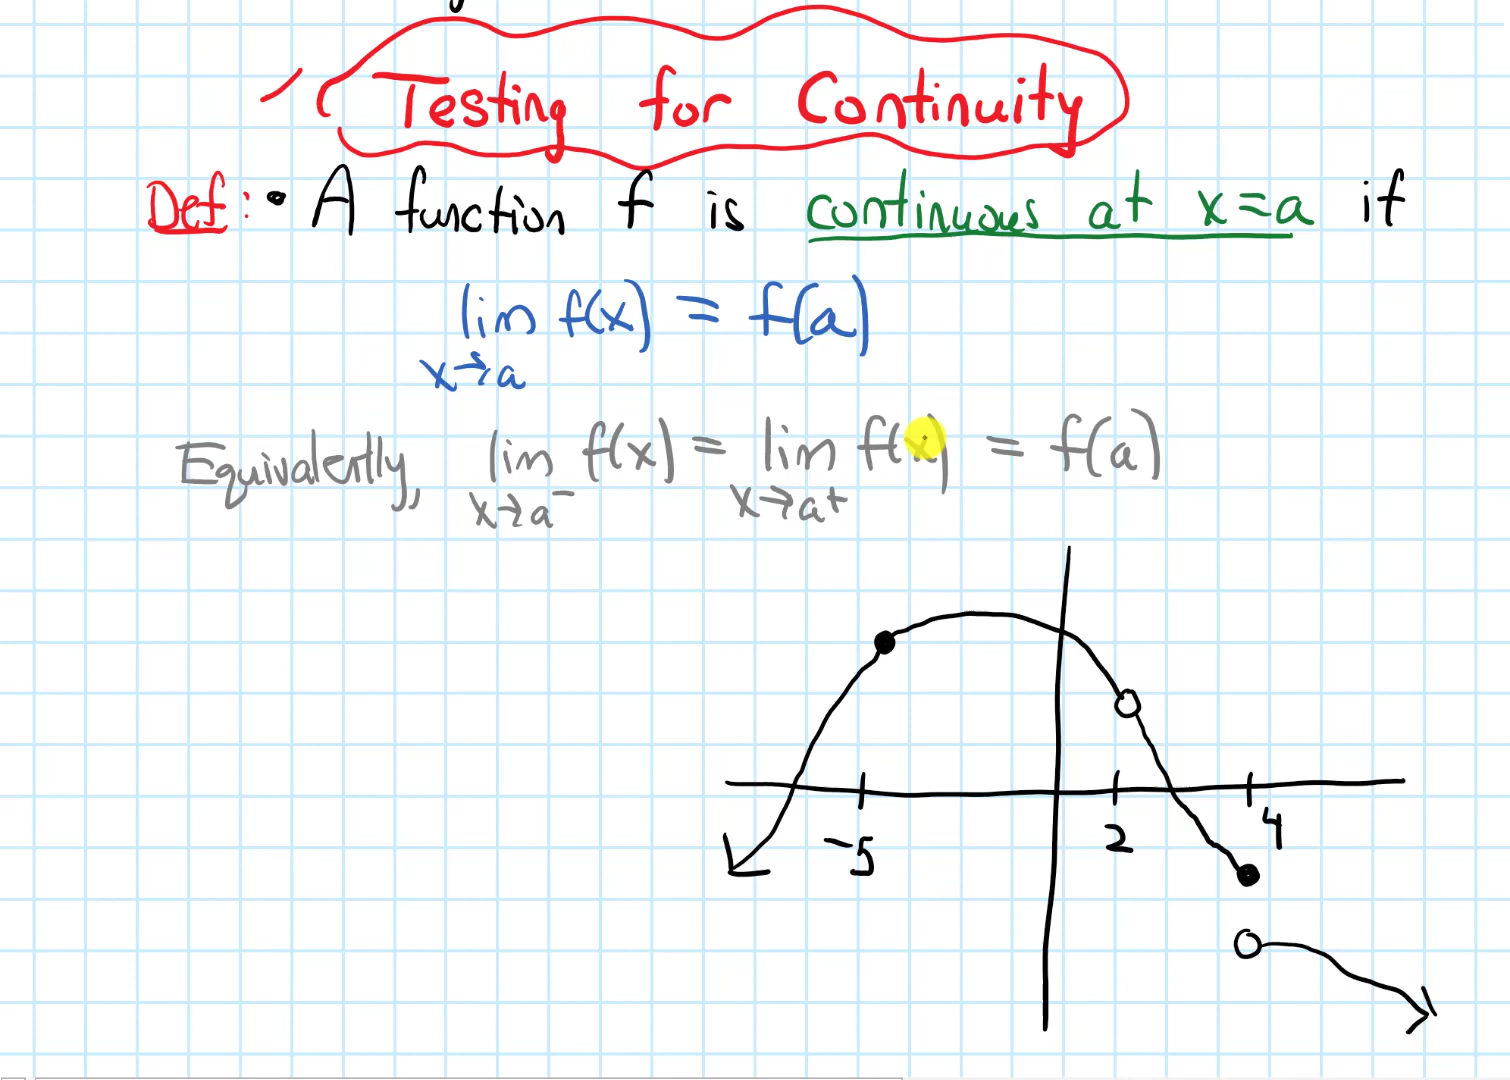 Testing for Continuity
Def: • A function f is continuous at x=a if
lim f(x) = f(a)
x→a
Equivalently, lim f(x) = lim f(x) = f(a)
x→a⁻ x→a⁺
-5 2 4